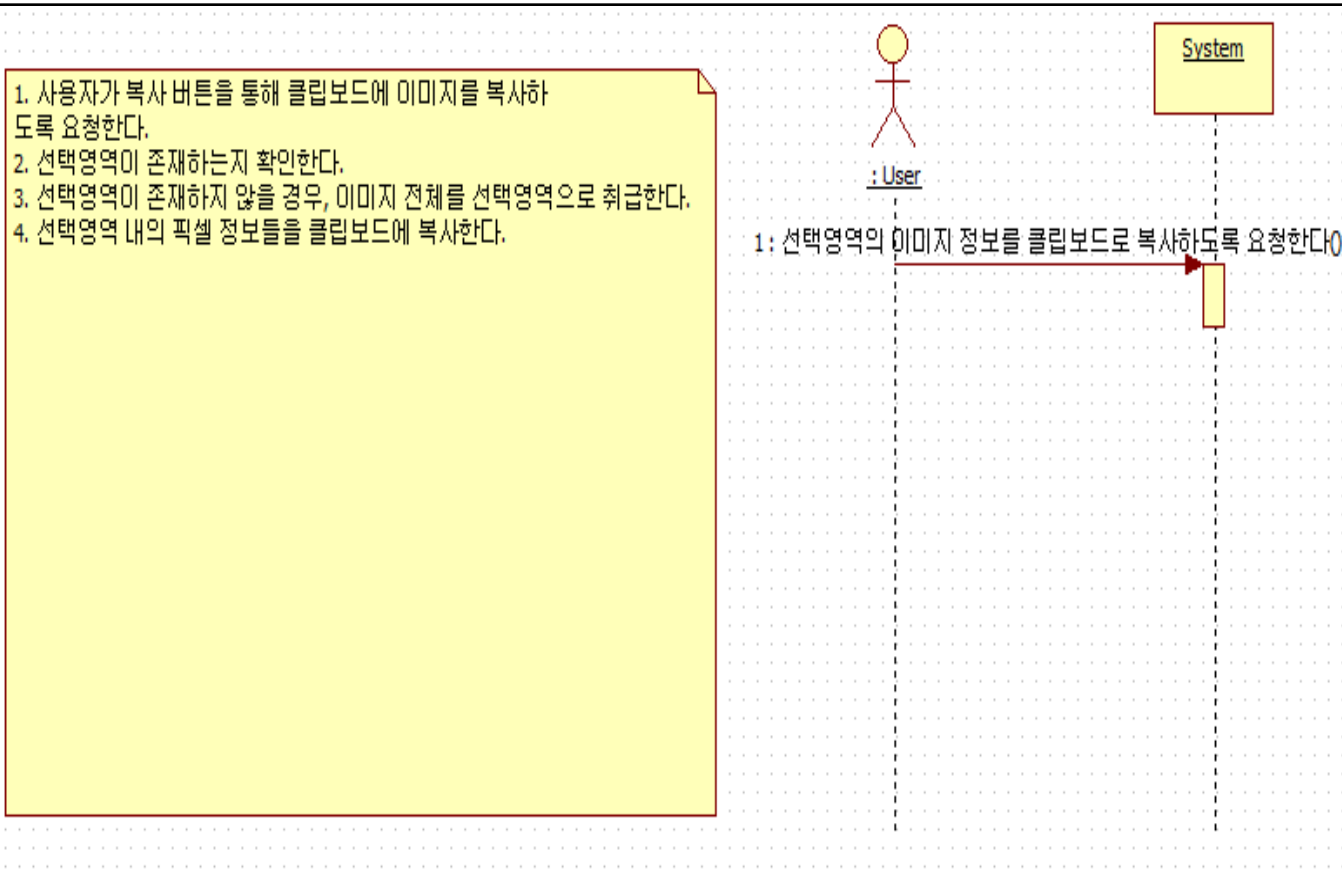 1. 사용자가 복사 버튼을 통해 클립보드에 이미지를 복사하
도록 요청한다.
2. 선택영역이 존재하는지 확인한다.
3. 선택영역이 존재하지 않을 경우, 이미지 전체를 선택영역으로 취급한다.
4. 선택영역 내의 픽셀 정보들을 클립보드에 복사한다.
: User
System
1: 선택영역의 이미지 정보를 클립보드로 복사하도록 요청한다()